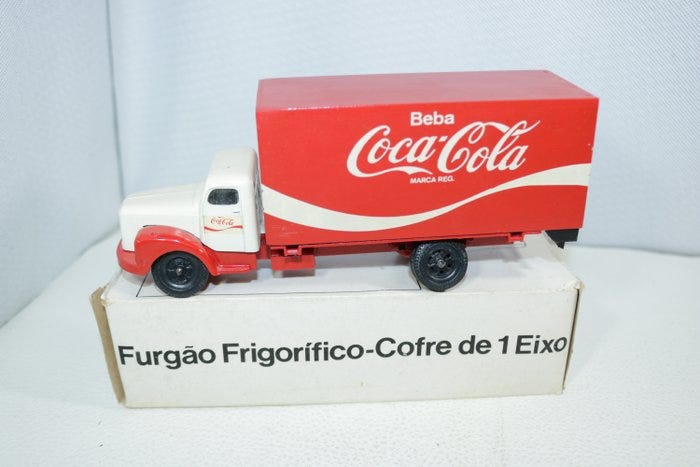 Beba
Coca-Cola
MARCA REG.
Coca-Cola
Furgão Frigorífico-Cofre de 1 Eixo